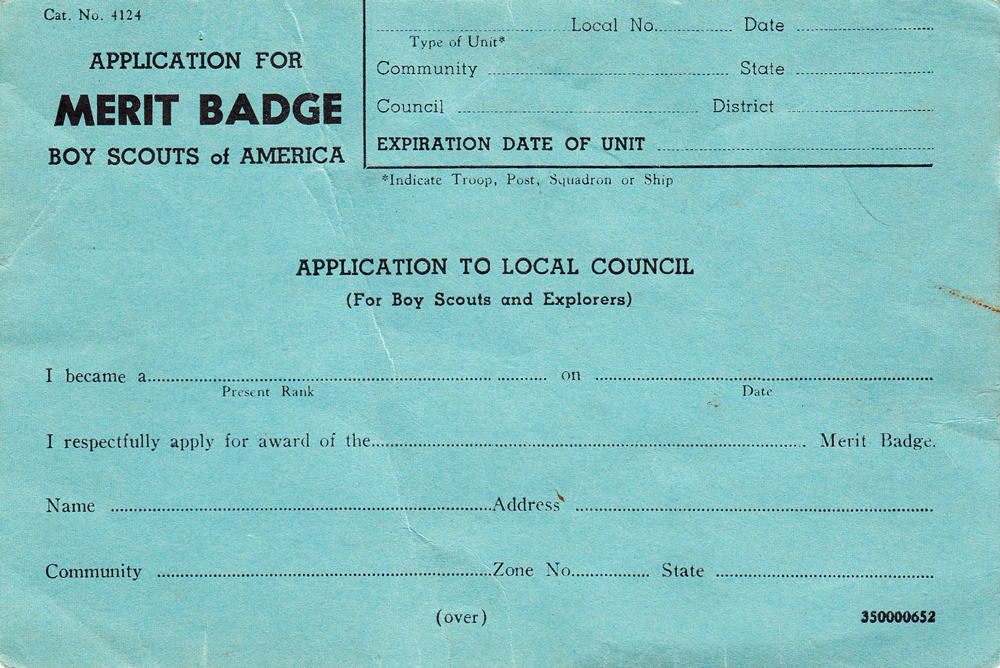 Cat. No. 4124
APPLICATION FOR
MERIT BADGE
BOY SCOUTS of AMERICA
Local No. Date
Type of Unit*
Community State
Council District
EXPIRATION DATE OF UNIT
*Indicate Troop, Post, Squadron or Ship
APPLICATION TO LOCAL COUNCIL
(For Boy Scouts and Explorers)
I became a on
Present Rank Date
I respectfully apply for award of the Merit Badge.
Name Address
Community Zone No. State
(over) 350000652